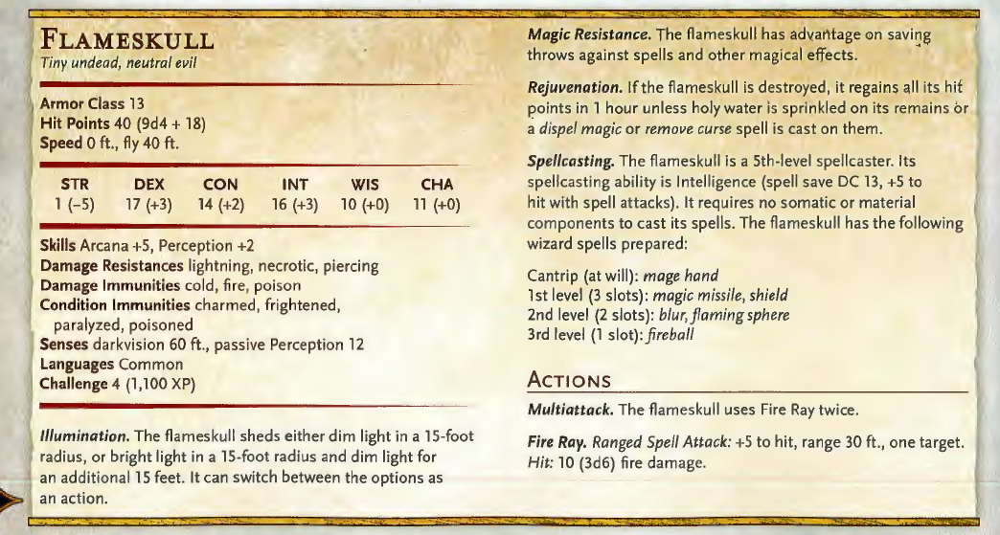 FLAMESKULL
Tiny undead, neutral evil
Armor Class 13
Hit Points 40 (9d4 + 18)
Speed 0 ft., fly 40 ft.
STR DEX CON INT WIS CHA
1 (–5) 17 (+3) 14 (+2) 16 (+3) 10 (+0) 11 (+0)
Skills Arcana +5, Perception +2
Damage Resistances lightning, necrotic, piercing
Damage Immunities cold, fire, poison
Condition Immunities charmed, frightened,
paralyzed, poisoned
Senses darkvision 60 ft., passive Perception 12
Languages Common
Challenge 4 (1,100 XP)
Illumination. The flameskull sheds either dim light in a 15-foot
radius, or bright light in a 15-foot radius and dim light for
an additional 15 feet. It can switch between the options as
an action.
Magic Resistance. The flameskull has advantage on saving
throws against spells and other magical effects.
Rejuvenation. If the flameskull is destroyed, it regains all its hit
points in 1 hour unless holy water is sprinkled on its remains or
a dispel magic or remove curse spell is cast on them.
Spellcasting. The flameskull is a 5th-level spellcaster. Its
spellcasting ability is Intelligence (spell save DC 13, +5 to
hit with spell attacks). It requires no somatic or material
components to cast its spells. The flameskull has the following
wizard spells prepared:
Cantrip (at will): mage hand
1st level (3 slots): magic missile, shield
2nd level (2 slots): blur, flaming sphere
3rd level (1 slot): fireball
ACTIONS
Multiattack. The flameskull uses Fire Ray twice.
Fire Ray. Ranged Spell Attack: +5 to hit, range 30 ft., one target.
Hit: 10 (3d6) fire damage.